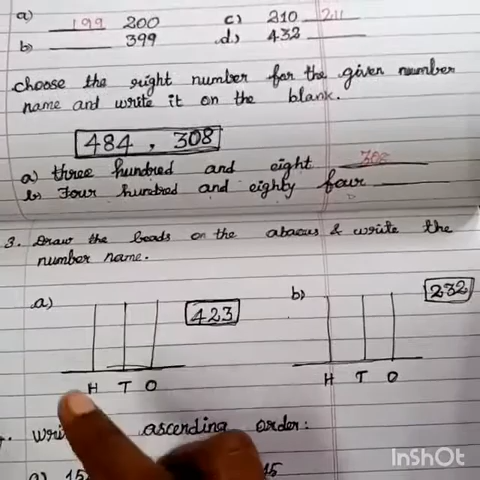 a) 199 200 c) 210 211
b) 399 d) 432
choose the right number for the given number
name and write it on the blank.
484 , 308
a) three hundred and eight 308
b) Four hundred and eighty four
3. Draw the beads on the abacus & write the
number name.
a) 423 b) 232
H T O H T O
ascending order:
a) 15 15
InShOt